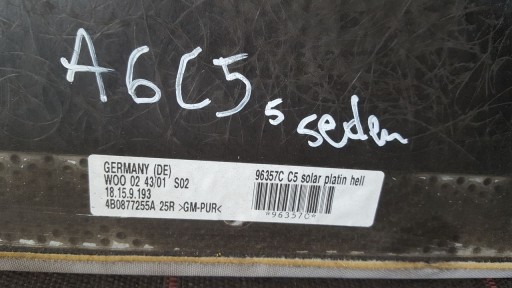 A6C5 s seden
GERMANY (DE)
WOO 02 43/01 S02
18.15.9.193
4B0877255A 25R >GM-PUR<
96357C C5 solar platin hell
*96357C*